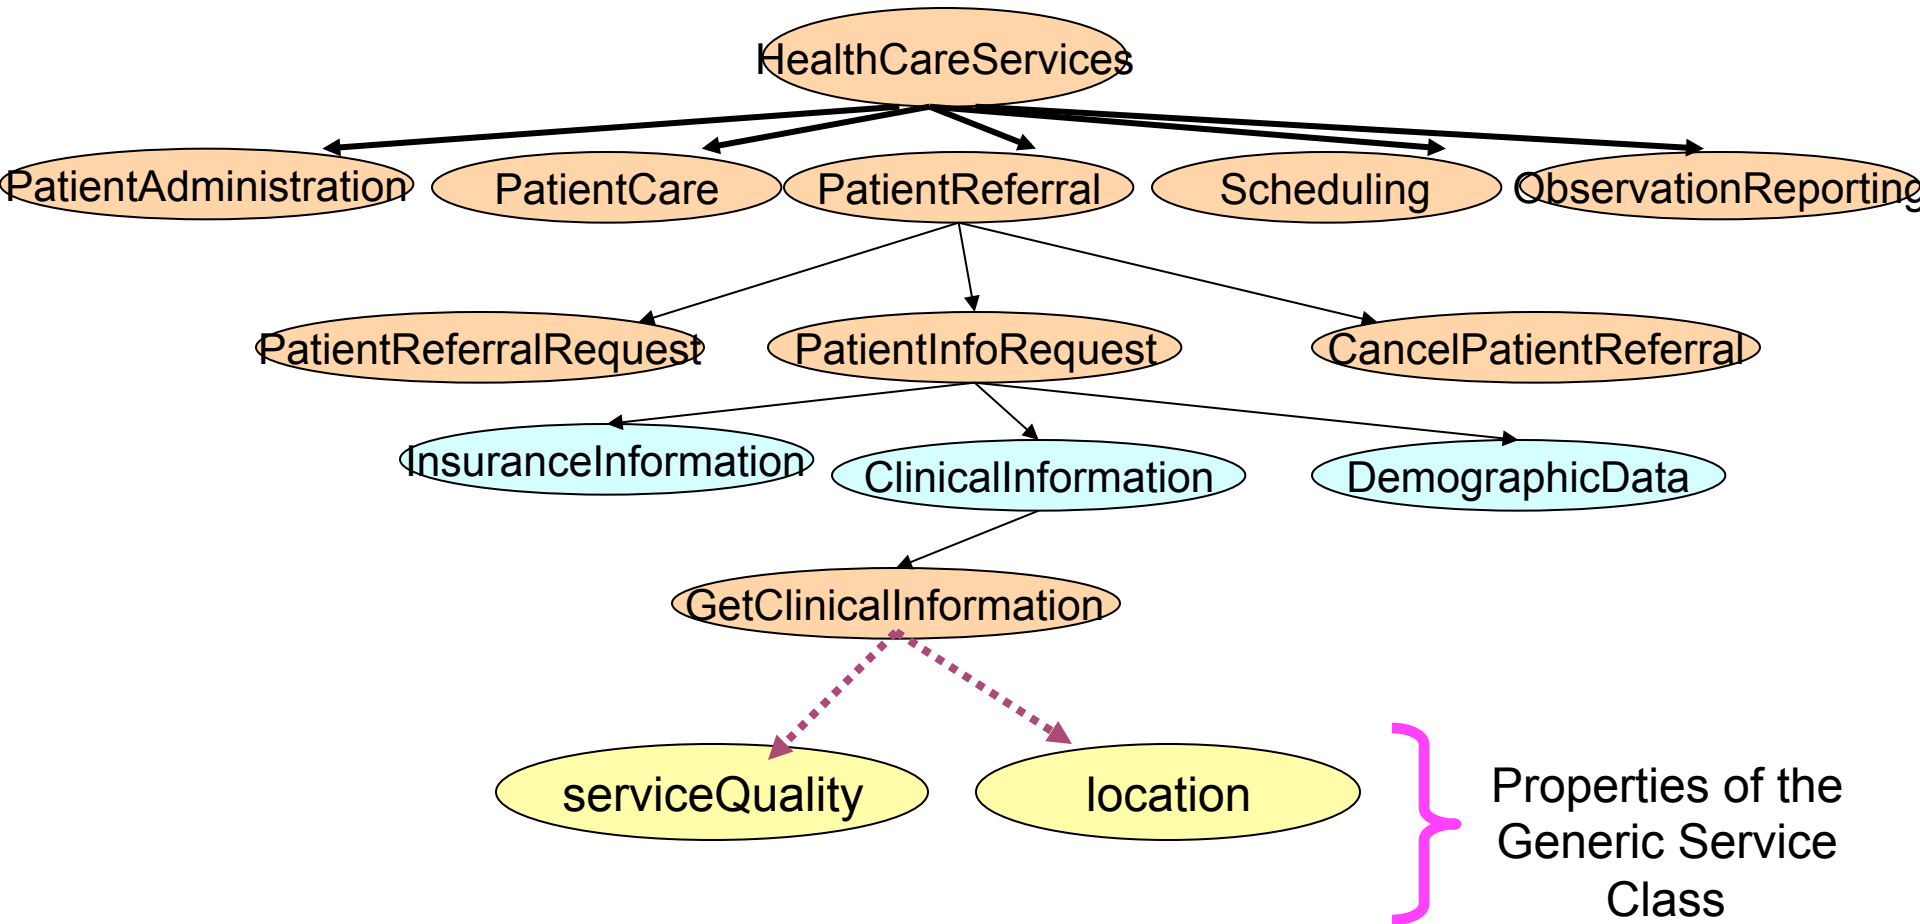 HealthCareServices
PatientAdministration
PatientCare
PatientReferral
Scheduling
ObservationReporting
PatientReferralRequest
PatientInfoRequest
CancelPatientReferral
InsuranceInformation
ClinicalInformation
DemographicData
GetClinicalInformation
serviceQuality
location
Properties of the
Generic Service
Class